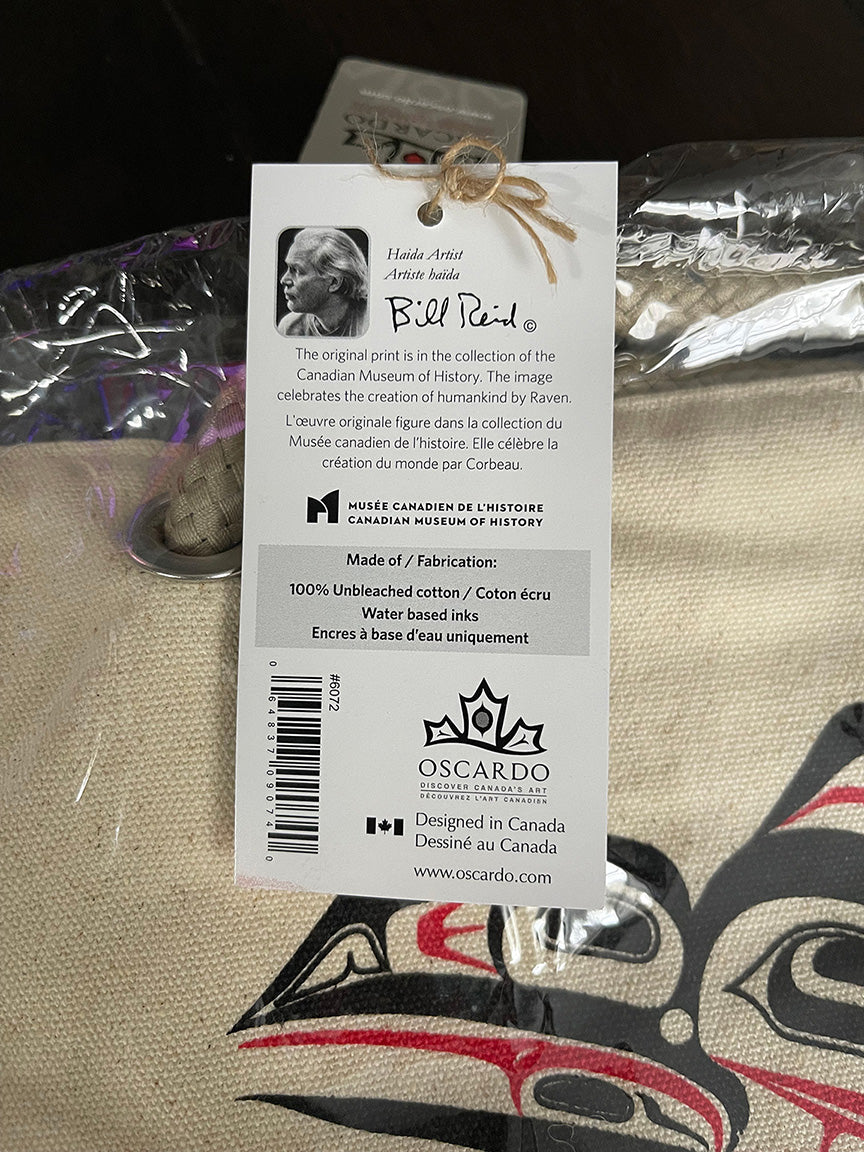 OSCARDO
Haida Artist
Artiste haïda
Bill Reid ©
The original print is in the collection of the
Canadian Museum of History. The image
celebrates the creation of humankind by Raven.
L'œuvre originale figure dans la collection du
Musée canadien de l'histoire. Elle célèbre la
création du monde par Corbeau.
MUSÉE CANADIEN DE L'HISTOIRE
CANADIAN MUSEUM OF HISTORY
Made of / Fabrication:
100% Unbleached cotton / Coton écru
Water based inks
Encres à base d'eau uniquement
#6072
0 64837 09074 0
OSCARDO
DISCOVER CANADA'S ART
DÉCOUVREZ L'ART CANADIEN
Designed in Canada
Dessiné au Canada
www.oscardo.com